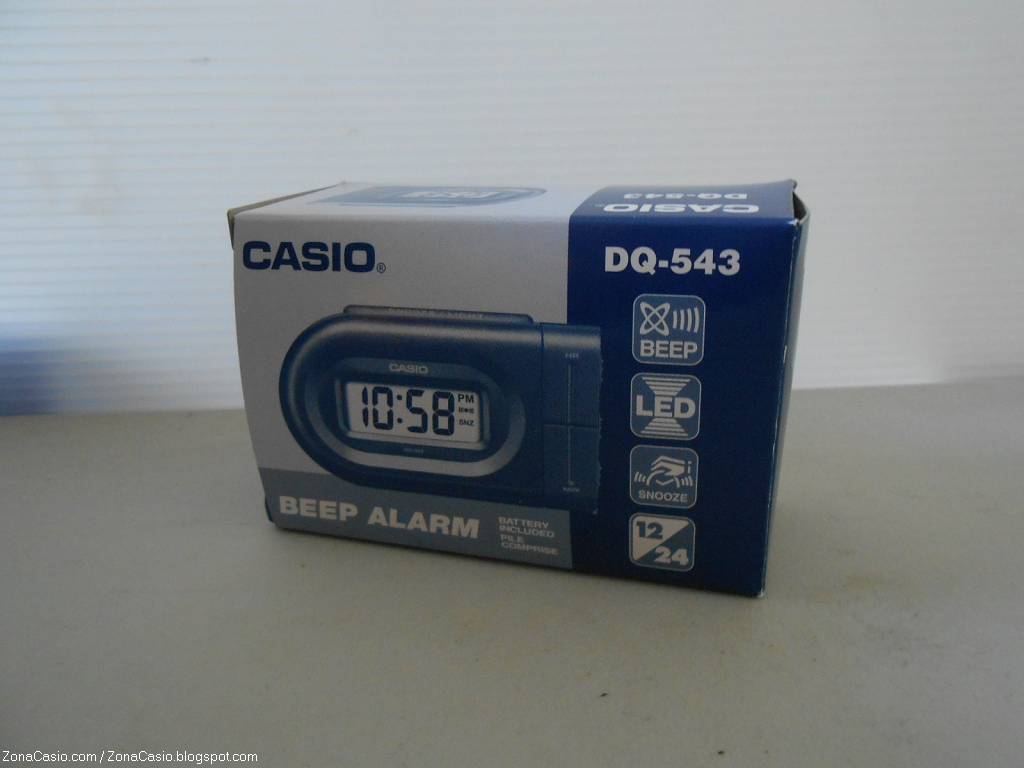 CASIO
DQ-543
CASIO®
DQ-543
HR
CASIO
10:58
PM
SNZ
BEEP
LED
SNOOZE
12
24
BEEP ALARM
BATTERY
INCLUDED
PILE
COMPRISE
ZonaCasio.com / ZonaCasio.blogspot.com